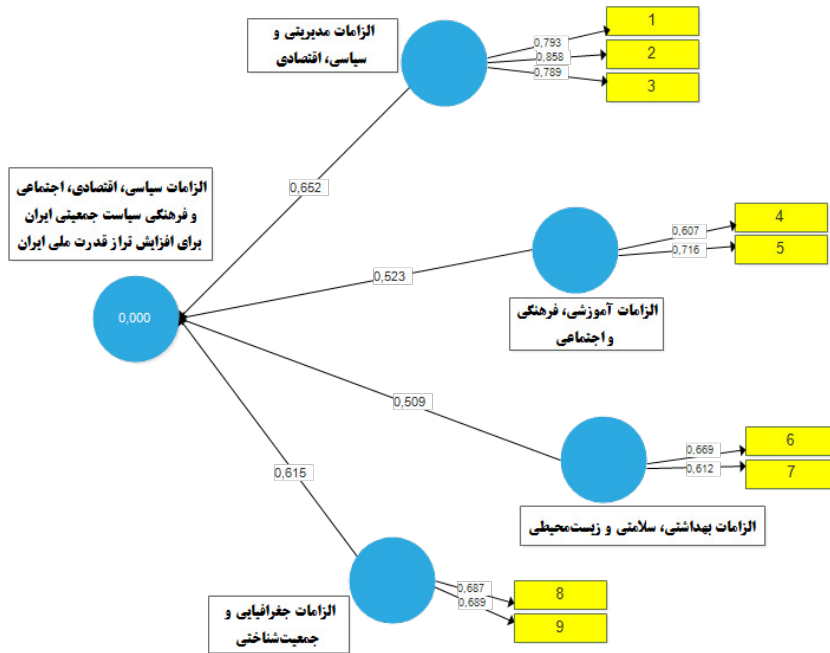 الزامات مدیریتی و
سیاسی، اقتصادی
0,793
0,858
0,789
1
2
3
0,652
الزامات سیاسی، اقتصادی، اجتماعی
و فرهنگی سیاست جمعیتی ایران
برای افزایش تراز قدرت ملی ایران
0,000
0,523
0,607
0,716
4
5
الزامات آموزشی، فرهنگی
و اجتماعی
0,509
0,669
0,612
6
7
الزامات بهداشتی، سلامتی و زیست‌محیطی
0,615
0,687
0,689
8
9
الزامات جغرافیایی و
جمعیت‌شناختی